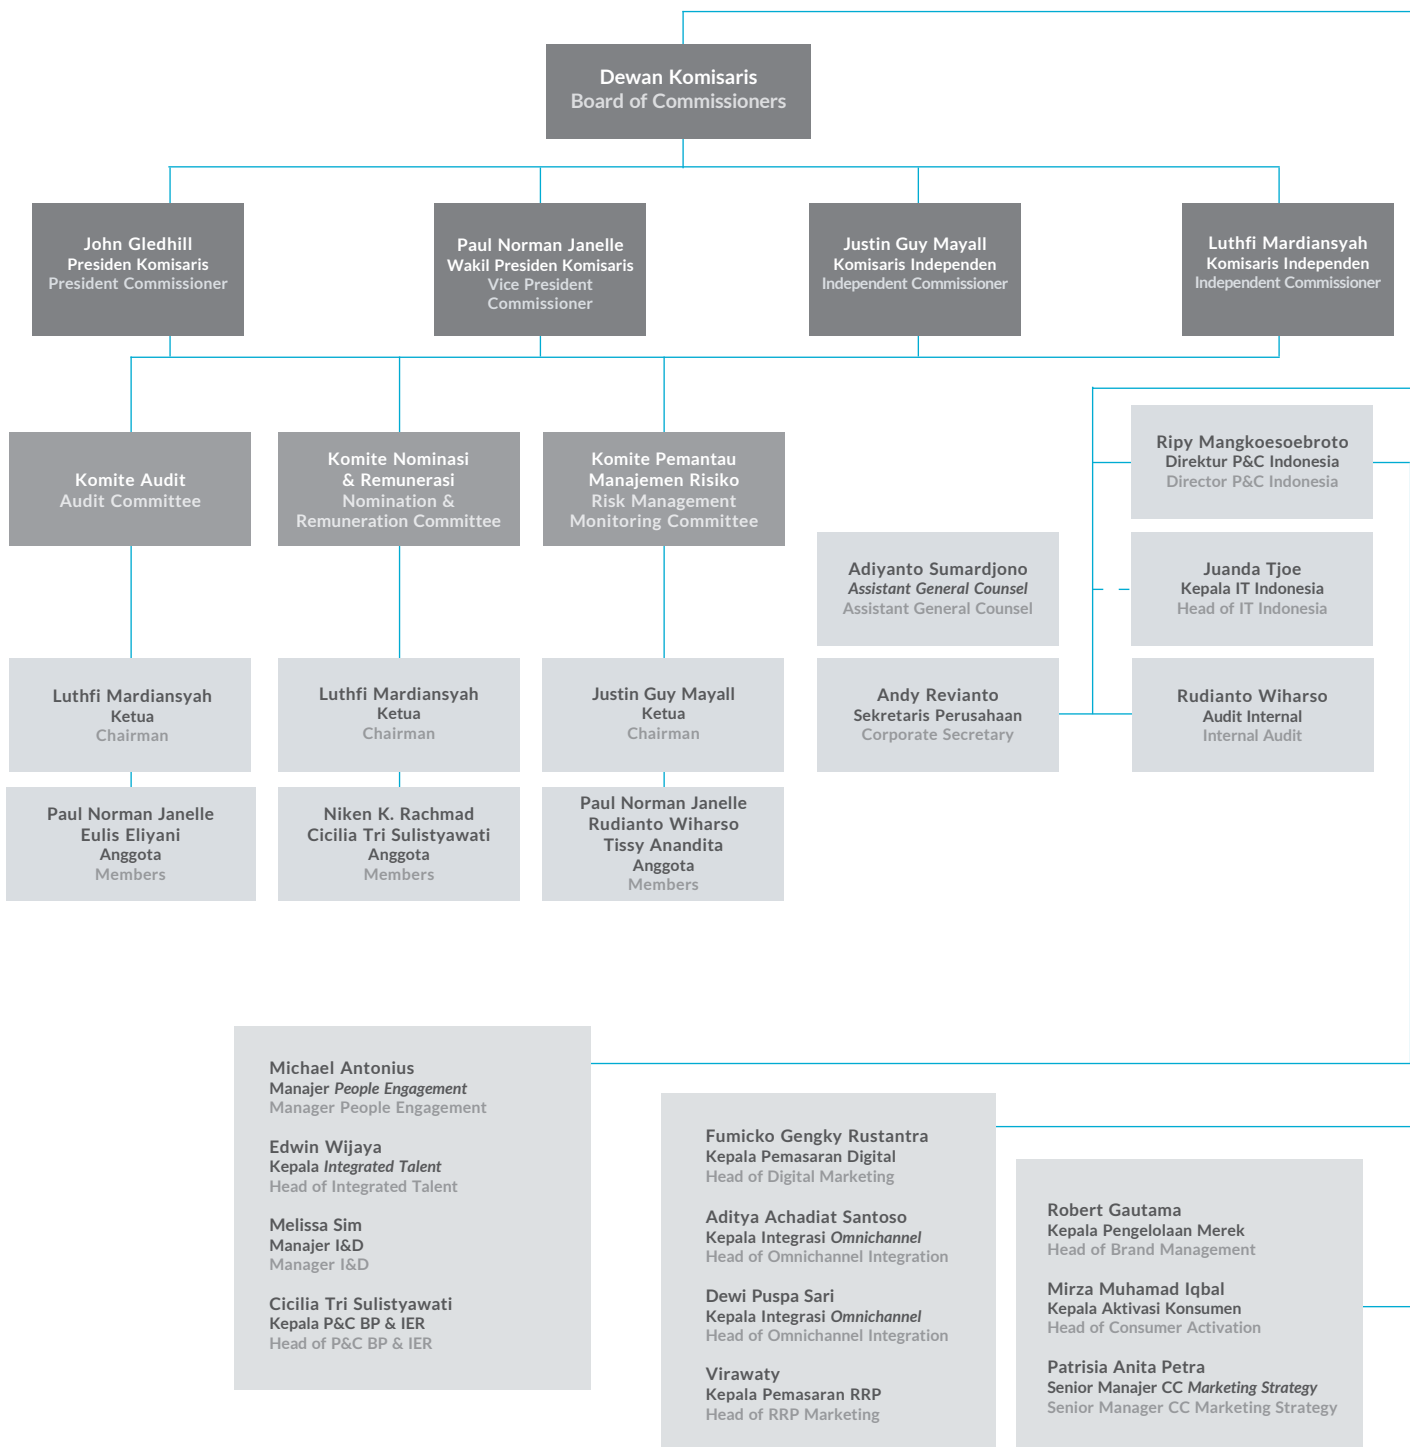 Dewan Komisaris
Board of Commissioners
John Gledhill
Presiden Komisaris
President Commissioner
Paul Norman Janelle
Wakil Presiden Komisaris
Vice President
Commissioner
Justin Guy Mayall
Komisaris Independen
Independent Commissioner
Luthfi Mardiansyah
Komisaris Independen
Independent Commissioner
Komite Audit
Audit Committee
Komite Nominasi
& Remunerasi
Nomination &
Remuneration Committee
Komite Pemantau
Manajemen Risiko
Risk Management
Monitoring Committee
Ripy Mangkoesoebroto
Direktur P&C Indonesia
Director P&C Indonesia
Adiyanto Sumardjono
Assistant General Counsel
Assistant General Counsel
Juanda Tjoe
Kepala IT Indonesia
Head of IT Indonesia
Luthfi Mardiansyah
Ketua
Chairman
Luthfi Mardiansyah
Ketua
Chairman
Justin Guy Mayall
Ketua
Chairman
Andy Revianto
Sekretaris Perusahaan
Corporate Secretary
Rudianto Wiharso
Audit Internal
Internal Audit
Paul Norman Janelle
Eulis Eliyani
Anggota
Members
Niken K. Rachmad
Cicilia Tri Sulistyawati
Anggota
Members
Paul Norman Janelle
Rudianto Wiharso
Tissy Anandita
Anggota
Members
Michael Antonius
Manajer People Engagement
Manager People Engagement
Edwin Wijaya
Kepala Integrated Talent
Head of Integrated Talent
Melissa Sim
Manajer I&D
Manager I&D
Cicilia Tri Sulistyawati
Kepala P&C BP & IER
Head of P&C BP & IER
Fumicko Gengky Rustantra
Kepala Pemasaran Digital
Head of Digital Marketing
Aditya Achadiat Santoso
Kepala Integrasi Omnichannel
Head of Omnichannel Integration
Dewi Puspa Sari
Kepala Integrasi Omnichannel
Head of Omnichannel Integration
Virawaty
Kepala Pemasaran RRP
Head of RRP Marketing
Robert Gautama
Kepala Pengelolaan Merek
Head of Brand Management
Mirza Muhamad Iqbal
Kepala Aktivasi Konsumen
Head of Consumer Activation
Patrisia Anita Petra
Senior Manajer CC Marketing Strategy
Senior Manager CC Marketing Strategy